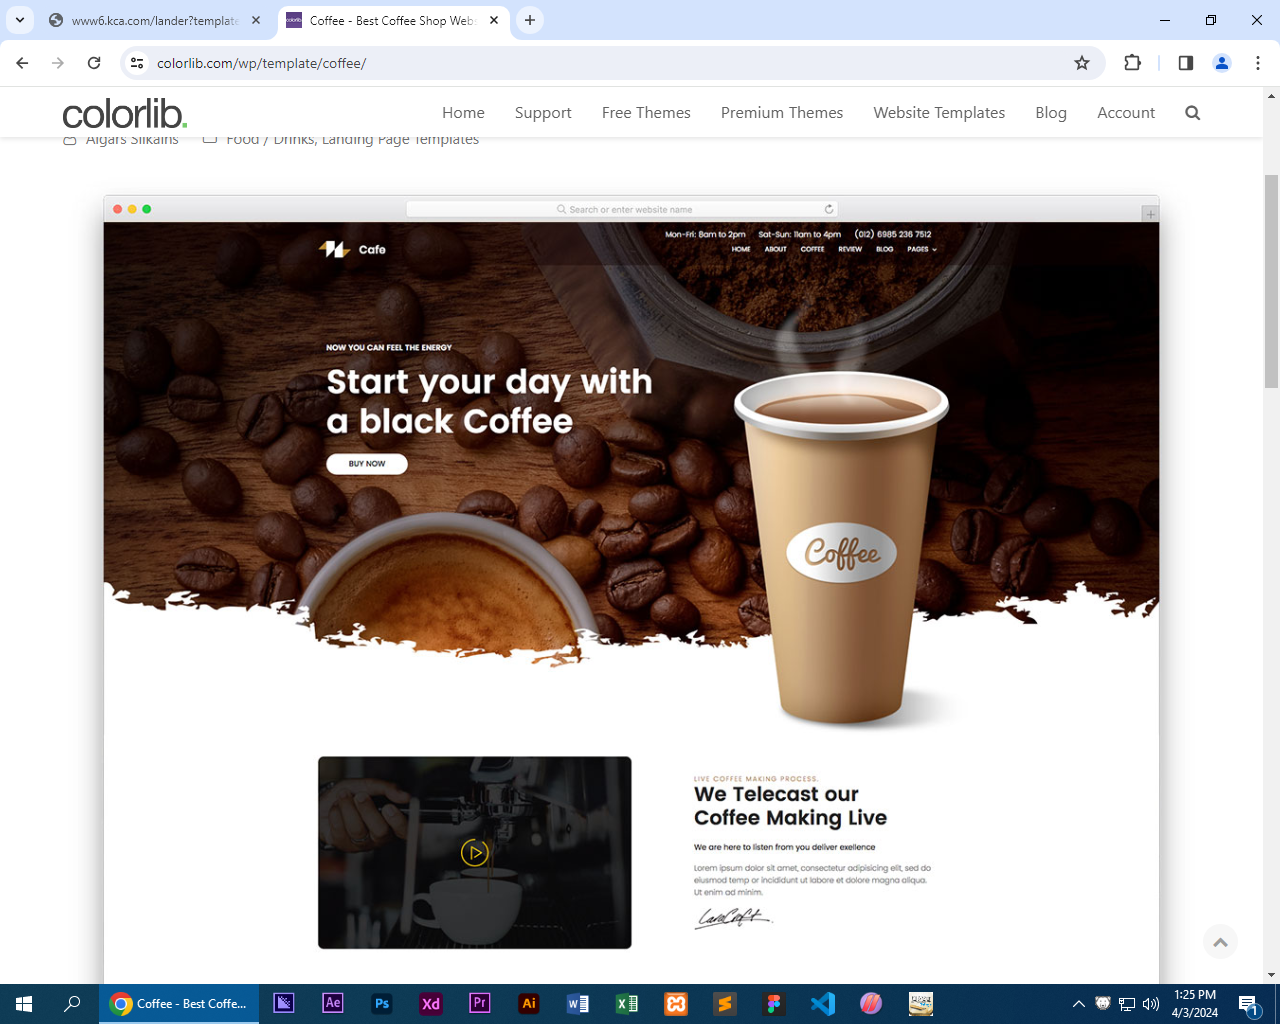 www6.kca.com/lander?template
Coffee - Best Coffee Shop Webs
colorlib.com/wp/template/coffee/
colorlib.
Home
Support
Free Themes
Premium Themes
Website Templates
Blog
Account
Aigars Silkalns
Food / Drinks, Landing Page Templates
Search or enter website name
Mon-Fri: 8am to 2pm
Sat-Sun: 11am to 4pm
(012) 6985 236 7512
Cafe
HOME
ABOUT
COFFEE
REVIEW
BLOG
PAGES
NOW YOU CAN FEEL THE ENERGY
Start your day with
a black Coffee
BUY NOW
Coffee
LIVE COFFEE MAKING PROCESS.
We Telecast our
Coffee Making Live
We are here to listen from you deliver exellence
Lorem ipsum dolor sit amet, consectetur adipisicing elit, sed do
eiusmod temp or incididunt ut labore et dolore magna aliqua.
Ut enim ad minim.
Coffee - Best Coffe...
Ae
Ps
Xd
Pr
Ai
1:25 PM
4/3/2024
1